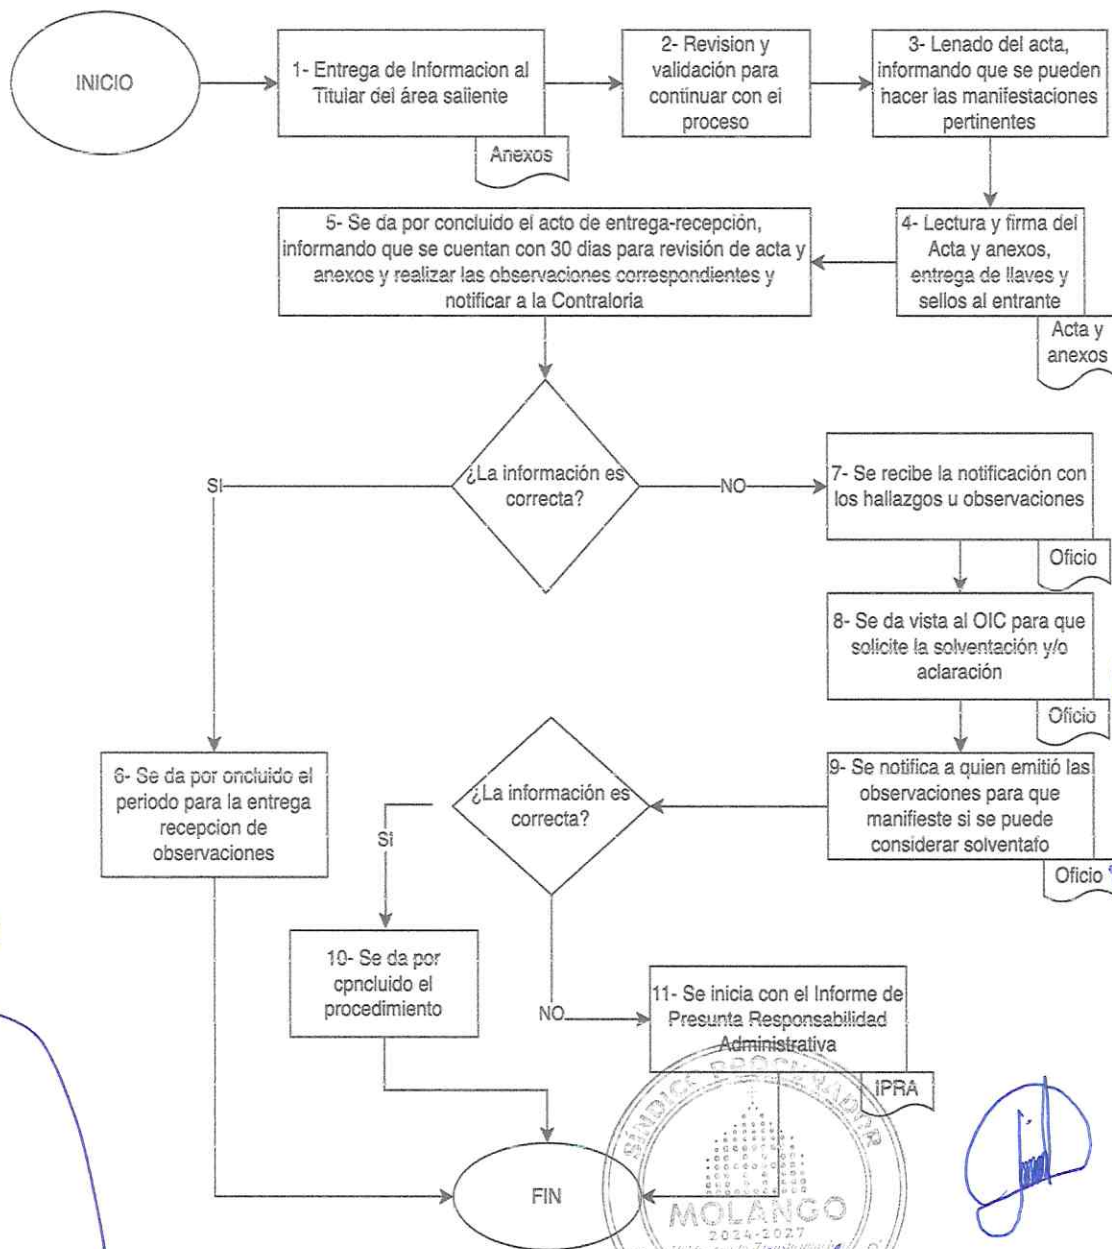 INICIO
1- Entrega de Informacion al
Titular del área saliente
Anexos
2- Revision y
validación para
continuar con el
proceso
3- Lenado del acta,
informando que se pueden
hacer las manifestaciones
pertinentes
4- Lectura y firma del
Acta y anexos,
entrega de llaves y
sellos al entrante
Acta y
anexos
5- Se da por concluido el acto de entrega-recepción,
informando que se cuentan con 30 dias para revisión de acta y
anexos y realizar las observaciones correspondientes y
notificar a la Contraloria
¿La información es
correcta?
SI
NO
7- Se recibe la notificación con
los hallazgos u observaciones
Oficio
8- Se da vista al OIC para que
solicite la solventación y/o
aclaración
Oficio
6- Se da por oncluido el
periodo para la entrega
recepcion de
observaciones
¿La información es
correcta?
9- Se notifica a quien emitió las
observaciones para que
manifieste si se puede
considerar solventafo
Oficio
SI
10- Se da por
cpncluido el
procedimiento
NO
11- Se inicia con el Informe de
Presunta Responsabilidad
Administrativa
IPRA
FIN
SÍNDICO PROCURADOR
MOLANGO
2024-2027